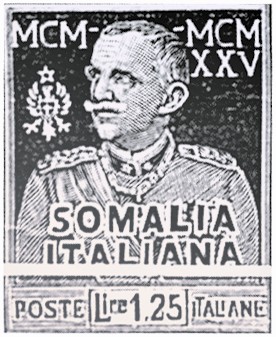 MCM- -MCM
XXV
SOMALIA
ITALIANA
POSTE Lire 1,25 ITALIANE